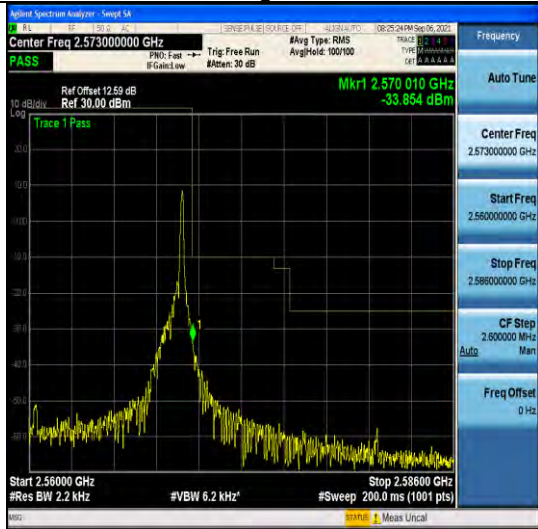 Agilent Spectrum Analyzer - Swept SA
RL RF 50 Ω AC SENSE:PULSE SOURCE OFF ALIGN AUTO 08:25:24 PM Sep 06, 2021
Center Freq 2.573000000 GHz
PNO: Fast
IFGain:Low
Trig: Free Run
#Atten: 30 dB
#Avg Type: RMS
Avg|Hold: 100/100
TRACE
TYPE
DET A A A A A A
PASS
Frequency
Ref Offset 12.59 dB
10 dB/div Ref 30.00 dBm
Log
Mkr1 2.570 010 GHz
-33.854 dBm
Trace 1 Pass
1
Auto Tune
Center Freq
2.573000000 GHz
Start Freq
2.560000000 GHz
Stop Freq
2.586000000 GHz
CF Step
2.600000 MHz
Auto Man
Freq Offset
0 Hz
Start 2.56000 GHz
Stop 2.58600 GHz
#Res BW 2.2 kHz
#VBW 6.2 kHz*
#Sweep 200.0 ms (1001 pts)
MSG
STATUS
Meas Uncal